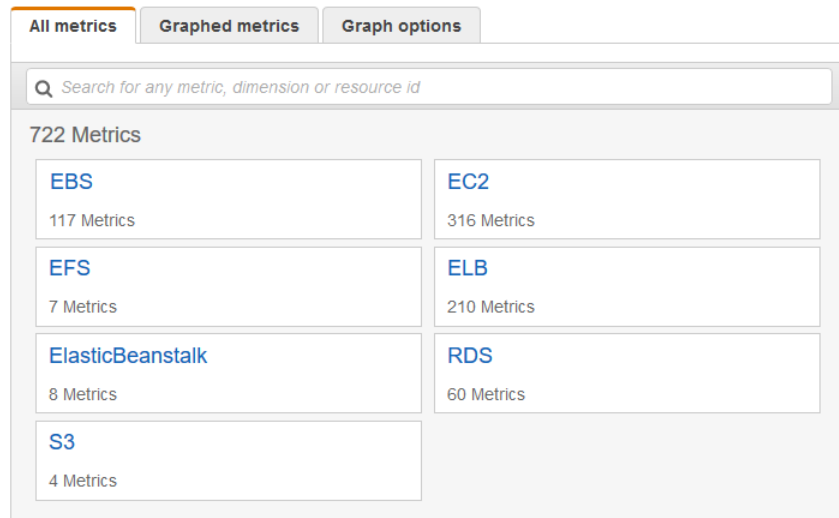 All metrics Graphed metrics Graph options
Search for any metric, dimension or resource id
722 Metrics
EBS
117 Metrics
EC2
316 Metrics
EFS
7 Metrics
ELB
210 Metrics
ElasticBeanstalk
8 Metrics
RDS
60 Metrics
S3
4 Metrics